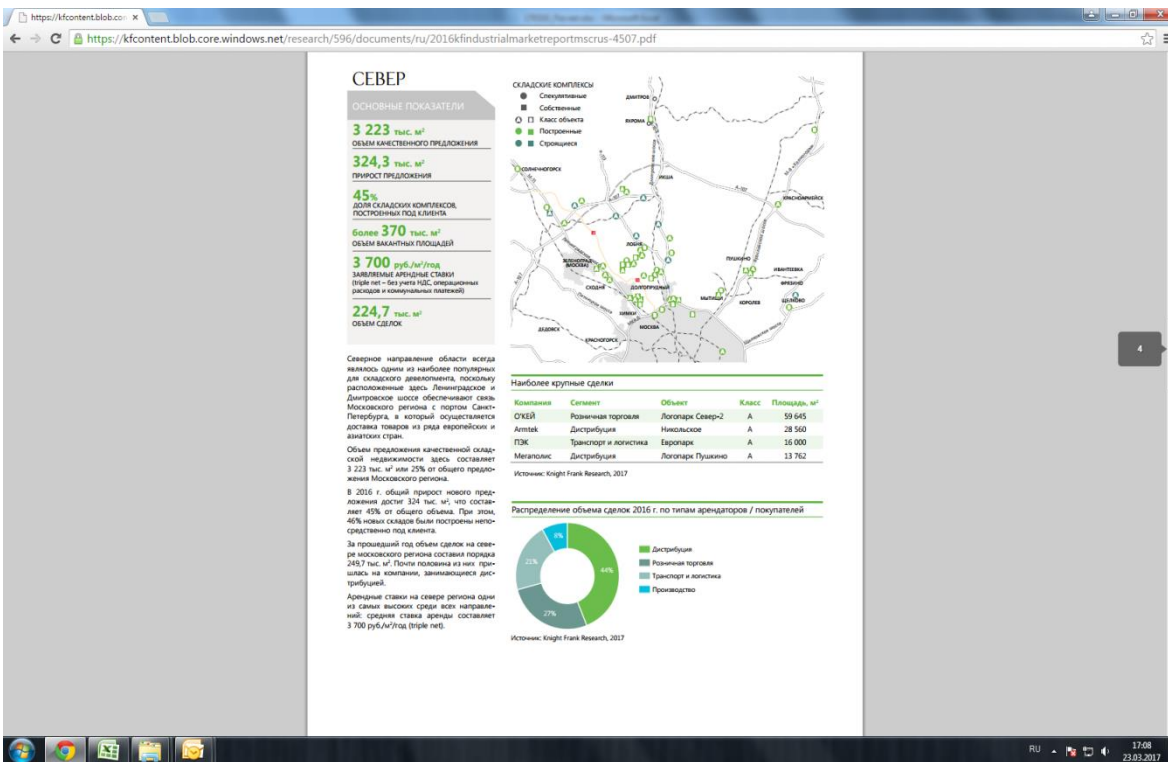 https://kfcontent.blob.con
https://kfcontent.blob.core.windows.net/research/596/documents/ru/2016kfindustrialmarketreportmscrus-4507.pdf
СЕВЕР
ОСНОВНЫЕ ПОКАЗАТЕЛИ
3 223 тыс. м²
ОБЪЕМ КАЧЕСТВЕННОГО ПРЕДЛОЖЕНИЯ
324,3 тыс. м²
ПРИРОСТ ПРЕДЛОЖЕНИЯ
45%
ДОЛЯ СКЛАДСКИХ КОМПЛЕКСОВ,
ПОСТРОЕННЫХ ПОД КЛИЕНТА
более 370 тыс. м²
ОБЪЕМ ВАКАНТНЫХ ПЛОЩАДЕЙ
3 700 руб./м²/год
ЗАЯВЛЯЕМЫЕ АРЕНДНЫЕ СТАВКИ
(triple net – без учета НДС, операционных
расходов и коммунальных платежей)
224,7 тыс. м²
ОБЪЕМ СДЕЛОК
Северное направление области всегда
являлось одним из наиболее популярных
для складского девелопмента, поскольку
расположенные здесь Ленинградское и
Дмитровское шоссе обеспечивают связь
Московского региона с портом Санкт-
Петербурга, в который осуществляется
доставка товаров из ряда европейских и
азиатских стран.
Объем предложения качественной склад-
ской недвижимости здесь составляет
3 223 тыс. м² или 25% от общего предло-
жения Московского региона.
В 2016 г. общий прирост нового пред-
ложения достиг 324 тыс. м², что состав-
ляет 45% от общего объема. При этом,
46% новых складов были построены непо-
средственно под клиента.
За прошедший год объем сделок на севе-
ре московского региона составил порядка
249,7 тыс. м². Почти половина из них при-
шлась на компании, занимающиеся дис-
трибуцией.
Арендные ставки на севере региона одни
из самых высоких среди всех направле-
ний: средняя ставка аренды составляет
3 700 руб./м²/год (triple net).
СКЛАДСКИЕ КОМПЛЕКСЫ
Спекулятивные
Собственные
Класс объекта
Построенные
Строящиеся
ДМИТРОВ
ЯХРОМА
СОЛНЕЧНОГОРСК
ИКША
А-107
КРАСНОАРМЕЙСК
ЛОБНЯ
ЗЕЛЕНОГРАД
(МОСКВА)
ПУШКИНО
ИВАНТЕЕВКА
ФРЯЗИНО
СХОДНЯ
ДОЛГОПРУДНЫЙ
МЫТИЩИ
КОРОЛЕВ
ЩЕЛКОВО
ХИМКИ
МКАД
МОСКВА
ДЕДОВСК
КРАСНОГОРСК
Наиболее крупные сделки
Компания Сегмент Объект Класс Площадь, м²
О'КЕЙ Розничная торговля Логопарк Север-2 А 59 645
Armtek Дистрибуция Никольское А 28 560
ПЭК Транспорт и логистика Европарк А 16 000
Мегаполис Дистрибуция Логопарк Пушкино А 13 762
Источник: Knight Frank Research, 2017
Распределение объема сделок 2016 г. по типам арендаторов / покупателей
8%
21%
44%
27%
Дистрибуция
Розничная торговля
Транспорт и логистика
Производство
Источник: Knight Frank Research, 2017
4
RU
17:08
23.03.2017